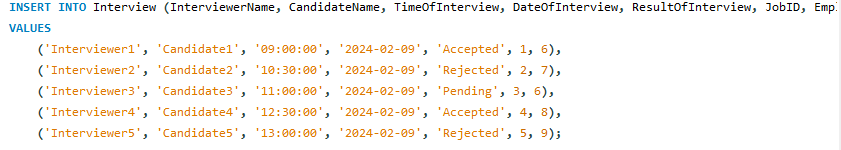 INSERT INTO Interview (InterviewerName, CandidateName, TimeOfInterview, DateOfInterview, ResultOfInterview, JobID, Empl
VALUES
('Interviewer1', 'Candidate1', '09:00:00', '2024-02-09', 'Accepted', 1, 6),
('Interviewer2', 'Candidate2', '10:30:00', '2024-02-09', 'Rejected', 2, 7),
('Interviewer3', 'Candidate3', '11:00:00', '2024-02-09', 'Pending', 3, 6),
('Interviewer4', 'Candidate4', '12:30:00', '2024-02-09', 'Accepted', 4, 8),
('Interviewer5', 'Candidate5', '13:00:00', '2024-02-09', 'Rejected', 5, 9);